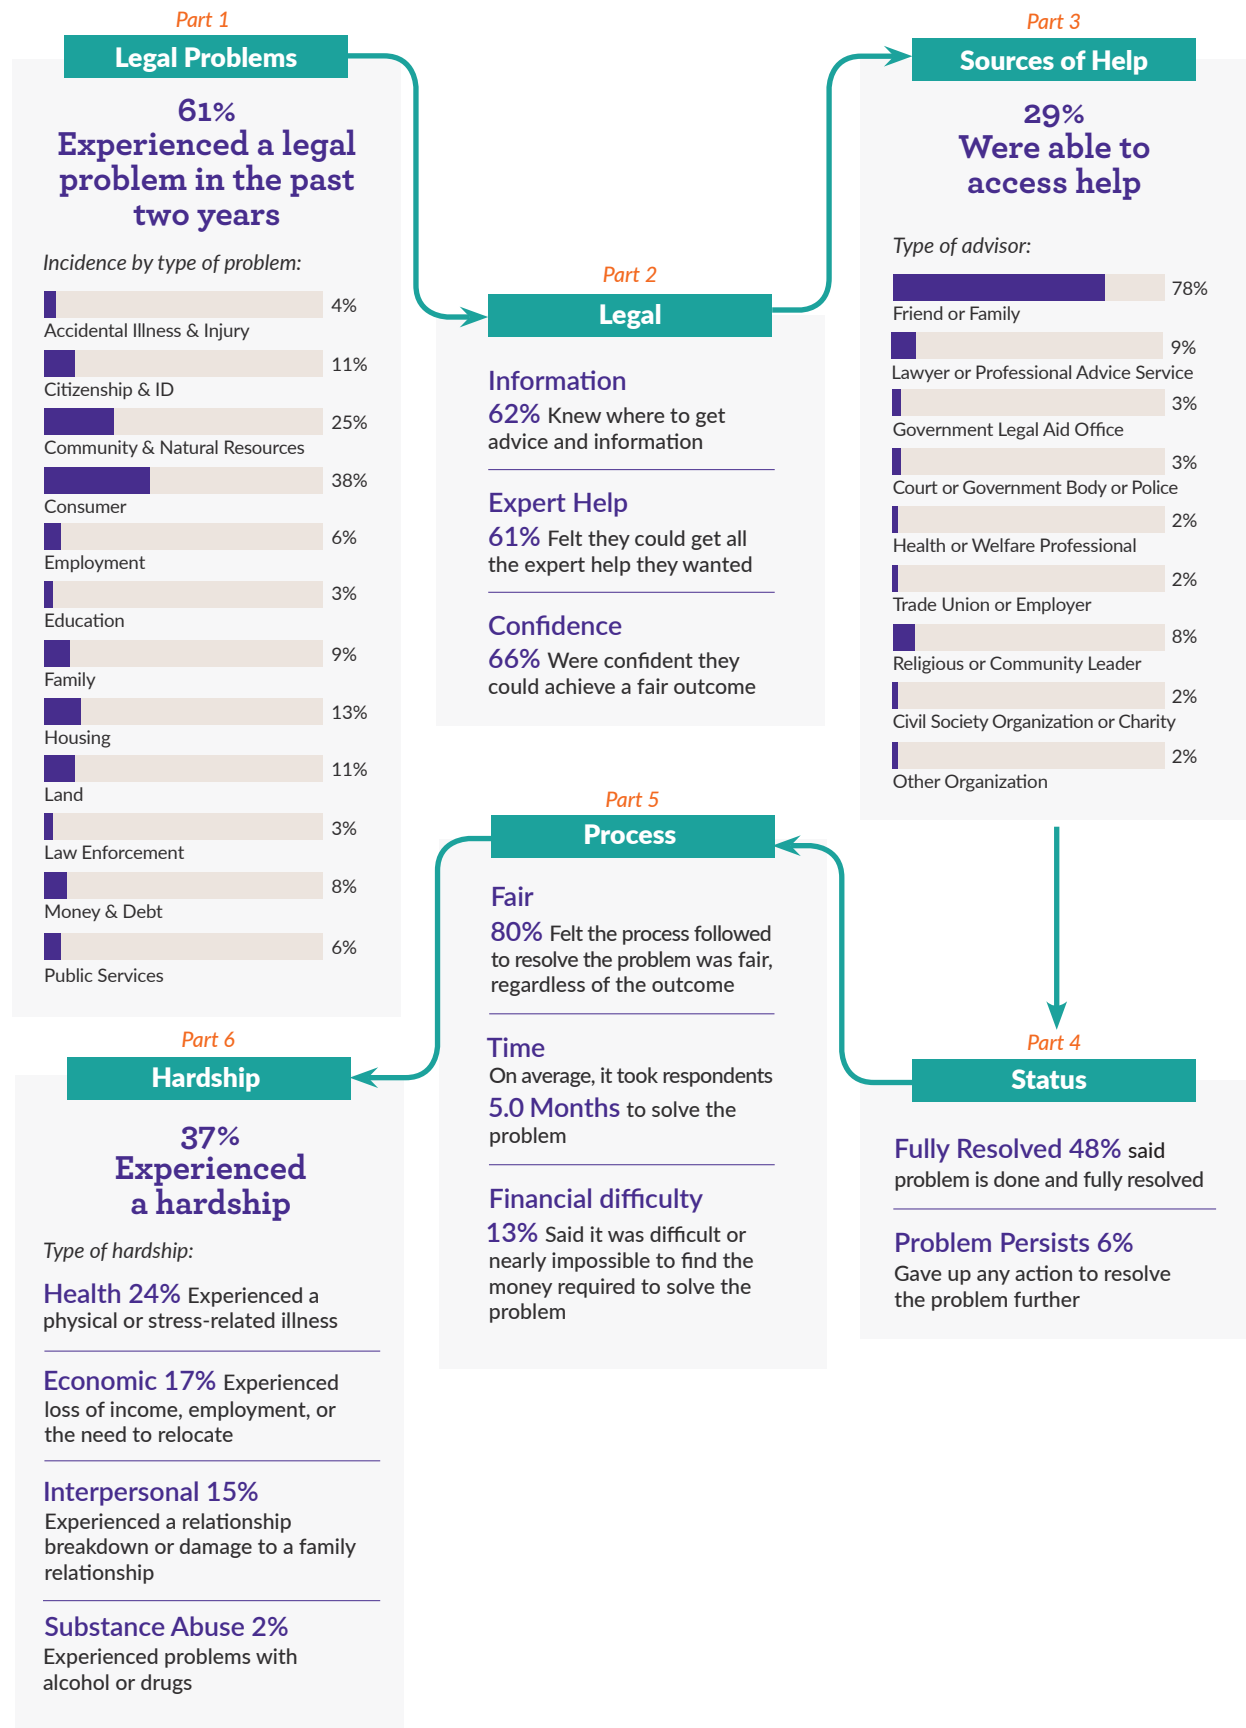 Part 1
Legal Problems
61%
Experienced a legal
problem in the past
two years
Incidence by type of problem:
4%
Accidental Illness & Injury
11%
Citizenship & ID
25%
Community & Natural Resources
38%
Consumer
6%
Employment
3%
Education
9%
Family
13%
Housing
11%
Land
3%
Law Enforcement
8%
Money & Debt
6%
Public Services
Part 2
Legal
Information
62% Knew where to get
advice and information
Expert Help
61% Felt they could get all
the expert help they wanted
Confidence
66% Were confident they
could achieve a fair outcome
Part 3
Sources of Help
29%
Were able to
access help
Type of advisor:
78%
Friend or Family
9%
Lawyer or Professional Advice Service
3%
Government Legal Aid Office
3%
Court or Government Body or Police
2%
Health or Welfare Professional
2%
Trade Union or Employer
8%
Religious or Community Leader
2%
Civil Society Organization or Charity
2%
Other Organization
Part 4
Status
Fully Resolved 48% said
problem is done and fully resolved
Problem Persists 6%
Gave up any action to resolve
the problem further
Part 5
Process
Fair
80% Felt the process followed
to resolve the problem was fair,
regardless of the outcome
Time
On average, it took respondents
5.0 Months to solve the
problem
Financial difficulty
13% Said it was difficult or
nearly impossible to find the
money required to solve the
problem
Part 6
Hardship
37%
Experienced
a hardship
Type of hardship:
Health 24% Experienced a
physical or stress-related illness
Economic 17% Experienced
loss of income, employment, or
the need to relocate
Interpersonal 15%
Experienced a relationship
breakdown or damage to a family
relationship
Substance Abuse 2%
Experienced problems with
alcohol or drugs